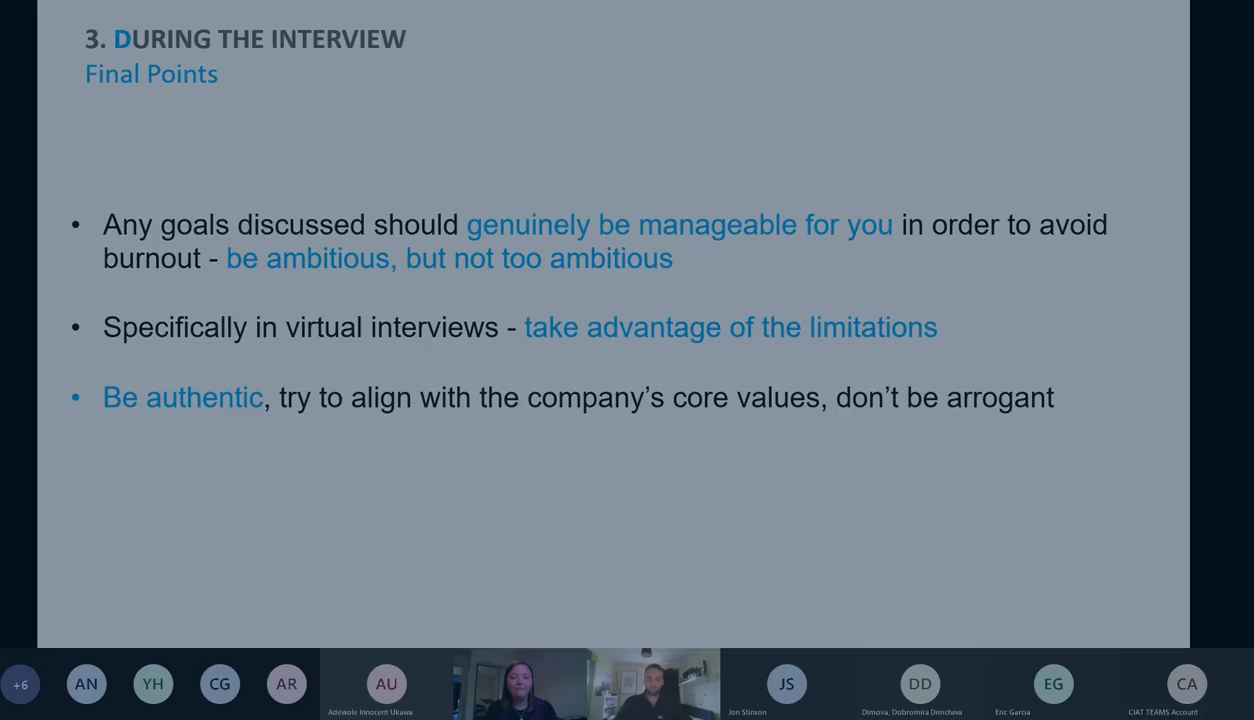 3. DURING THE INTERVIEW
Final Points
• Any goals discussed should genuinely be manageable for you in order to avoid
burnout - be ambitious, but not too ambitious
• Specifically in virtual interviews - take advantage of the limitations
• Be authentic, try to align with the company’s core values, don’t be arrogant
+6
AN
YH
CG
AR
AU
JS
DD
EG
CA
Adewole Innocent Ukawa
Jon Stinson
Dimova, Dobromira Dimcheva
Eric Garcia
CIAT TEAMS Account